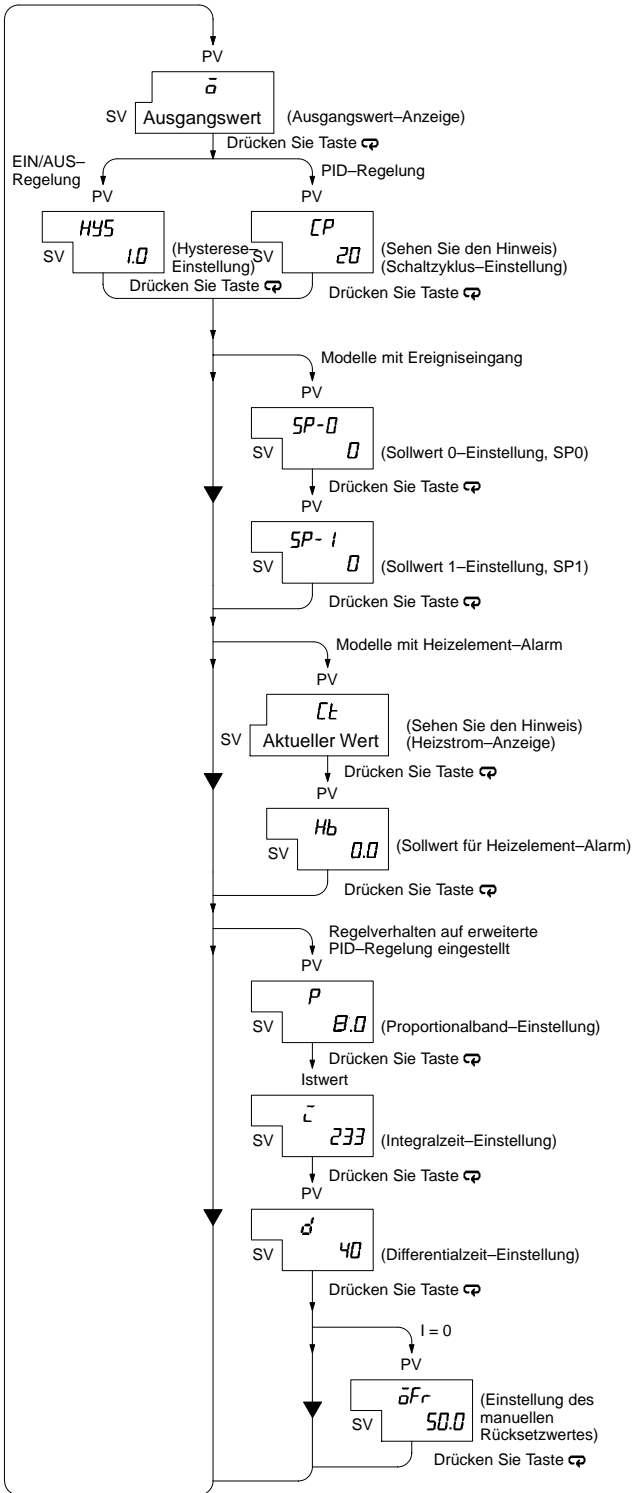 PV
ō
SV
Ausgangswert
(Ausgangswert–Anzeige)
Drücken Sie Taste
EIN/AUS–
Regelung
PID–Regelung
PV
PV
HYS
SV
1.0
(Hysterese–
Einstellung)
Drücken Sie Taste
CP
SV
20
(Sehen Sie den Hinweis)
(Schaltzyklus–Einstellung)
Drücken Sie Taste
Modelle mit Ereigniseingang
PV
SP-0
SV
0
(Sollwert 0–Einstellung, SP0)
Drücken Sie Taste
PV
SP-1
SV
0
(Sollwert 1–Einstellung, SP1)
Drücken Sie Taste
Modelle mit Heizelement–Alarm
PV
Ct
SV
Aktueller Wert
(Sehen Sie den Hinweis)
(Heizstrom–Anzeige)
Drücken Sie Taste
PV
Hb
SV
0.0
(Sollwert für Heizelement–Alarm)
Drücken Sie Taste
Regelverhalten auf erweiterte
PID–Regelung eingestellt
PV
P
SV
8.0
(Proportionalband–Einstellung)
Drücken Sie Taste
Istwert
ī
SV
233
(Integralzeit–Einstellung)
Drücken Sie Taste
PV
d
SV
40
(Differentialzeit–Einstellung)
Drücken Sie Taste
I = 0
PV
ōFr
SV
50.0
(Einstellung des
manuellen
Rücksetzwertes)
Drücken Sie Taste